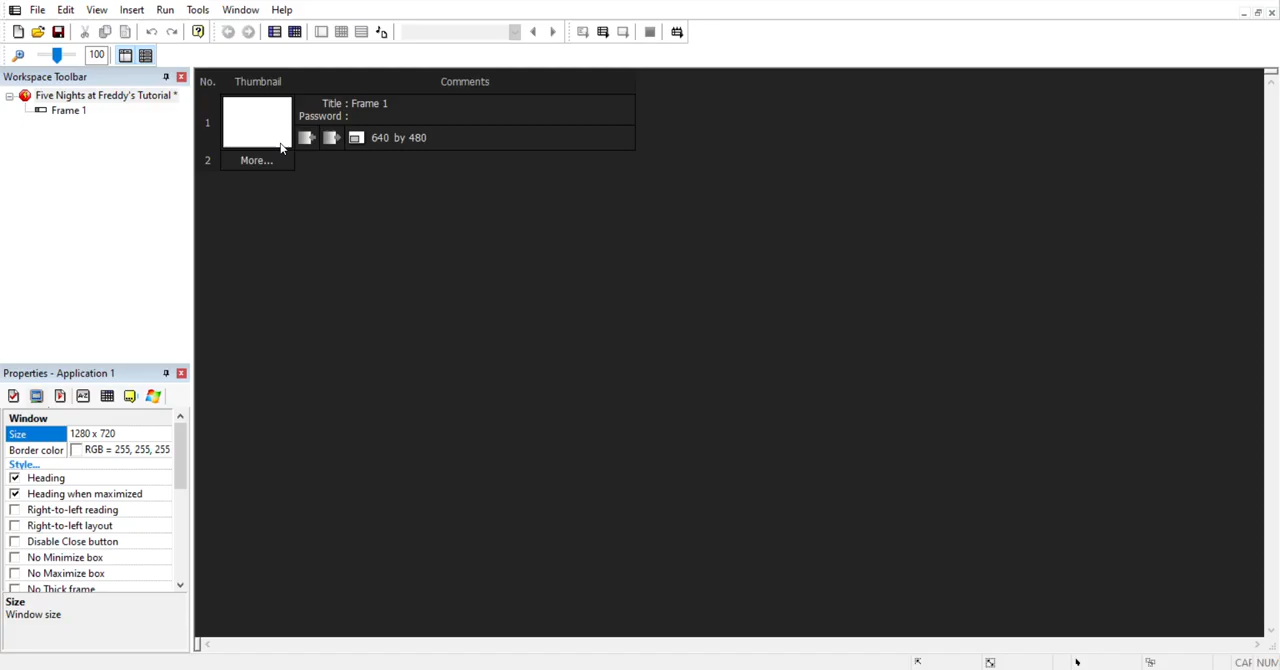 File Edit View Insert Run Tools Window Help
100
Workspace Toolbar
Five Nights at Freddy's Tutorial *
Frame 1
No. Thumbnail Comments
1 Title : Frame 1
Password :
640 by 480
2 More...
Properties - Application 1
Window
Size 1280 x 720
Border color RGB = 255, 255, 255
Style...
Heading
Heading when maximized
Right-to-left reading
Right-to-left layout
Disable Close button
No Minimize box
No Maximize box
No Thick frame
Size
Window size
CAP NUM